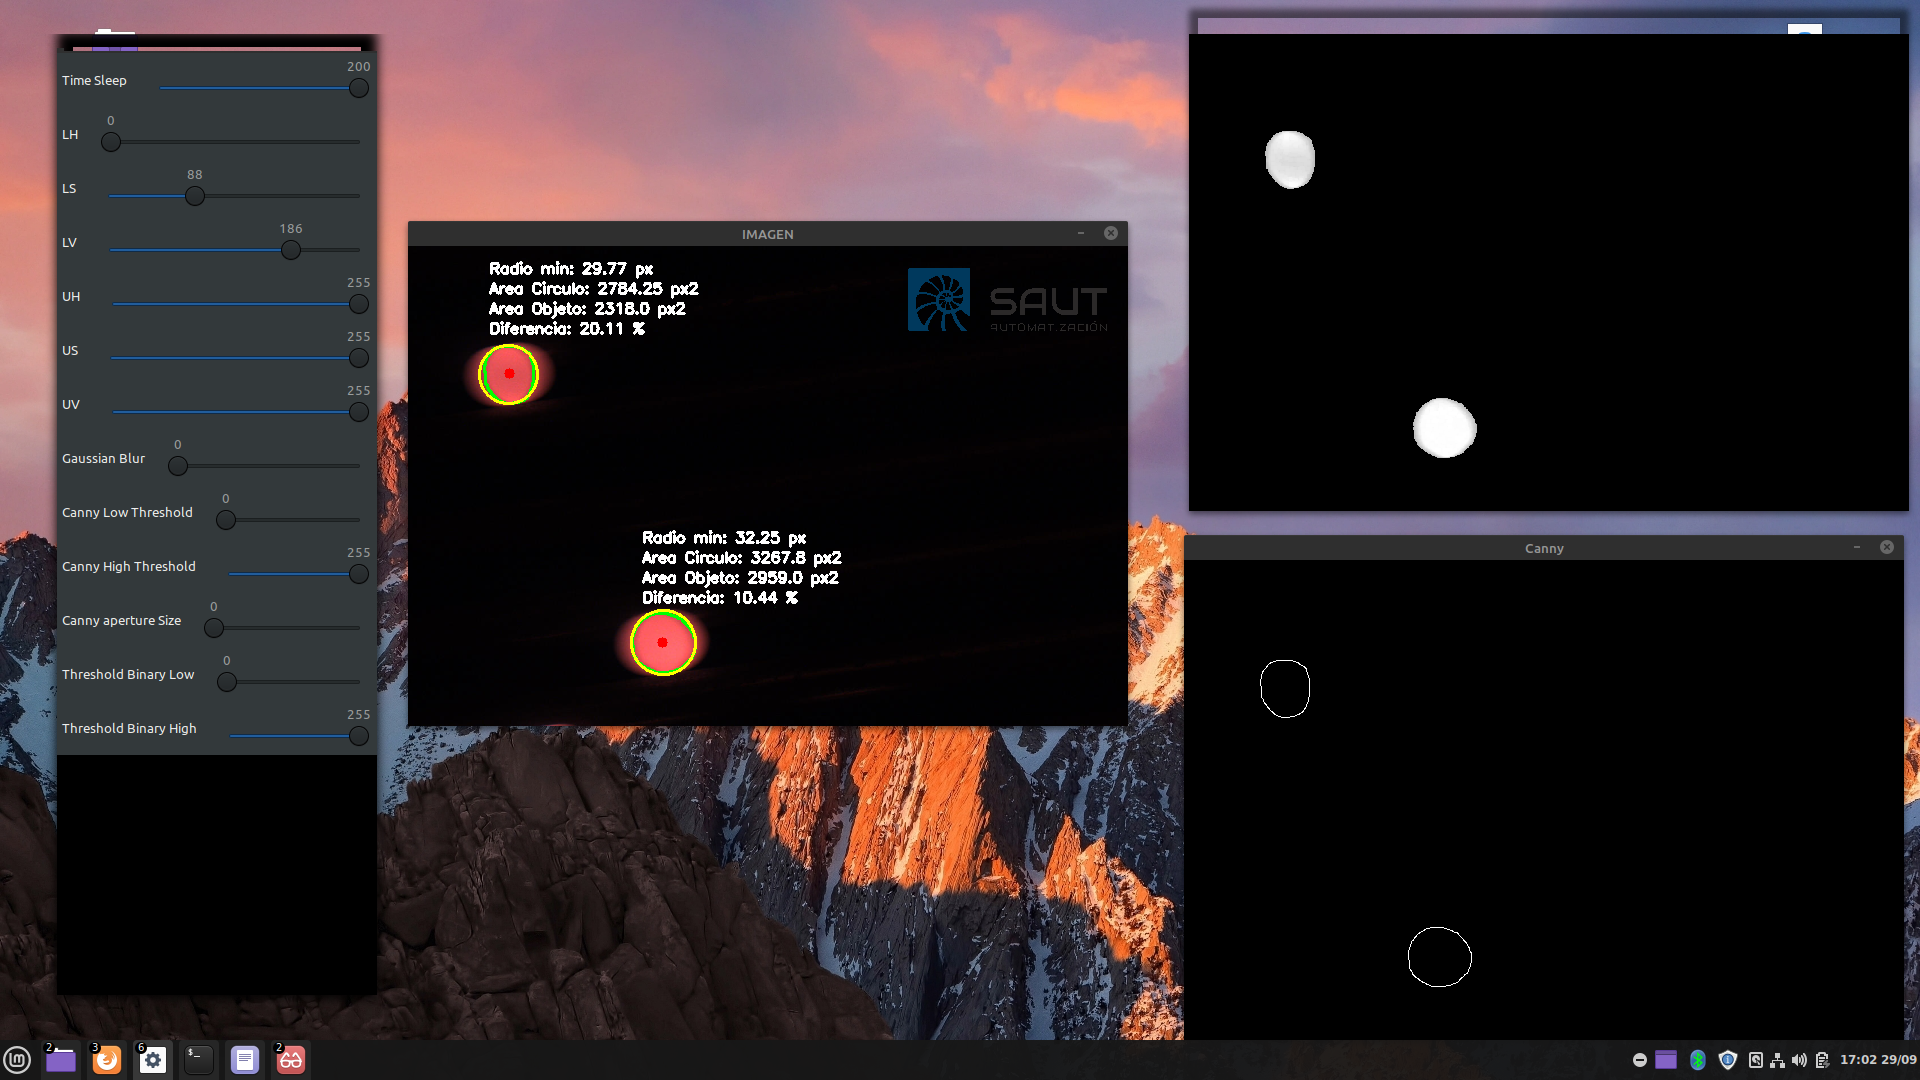 Time Sleep
200
LH
0
LS
88
LV
186
UH
255
US
255
UV
255
Gaussian Blur
0
Canny Low Threshold
0
Canny High Threshold
255
Canny aperture Size
0
Threshold Binary Low
0
Threshold Binary High
255
IMAGEN
Radio min: 29.77 px
Area Circulo: 2784.25 px2
Area Objeto: 2318.0 px2
Diferencia: 20.11 %
SAUT
AUTOMATIZACIÓN
Radio min: 32.25 px
Area Circulo: 3267.8 px2
Area Objeto: 2959.0 px2
Diferencia: 10.44 %
Canny
2
3
6
$_
2
17:02 29/09